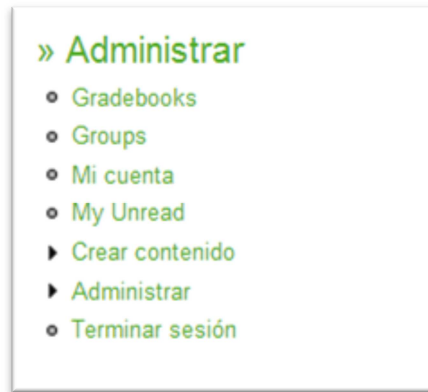 » Administrar
Gradebooks
Groups
Mi cuenta
My Unread
Crear contenido
Administrar
Terminar sesión